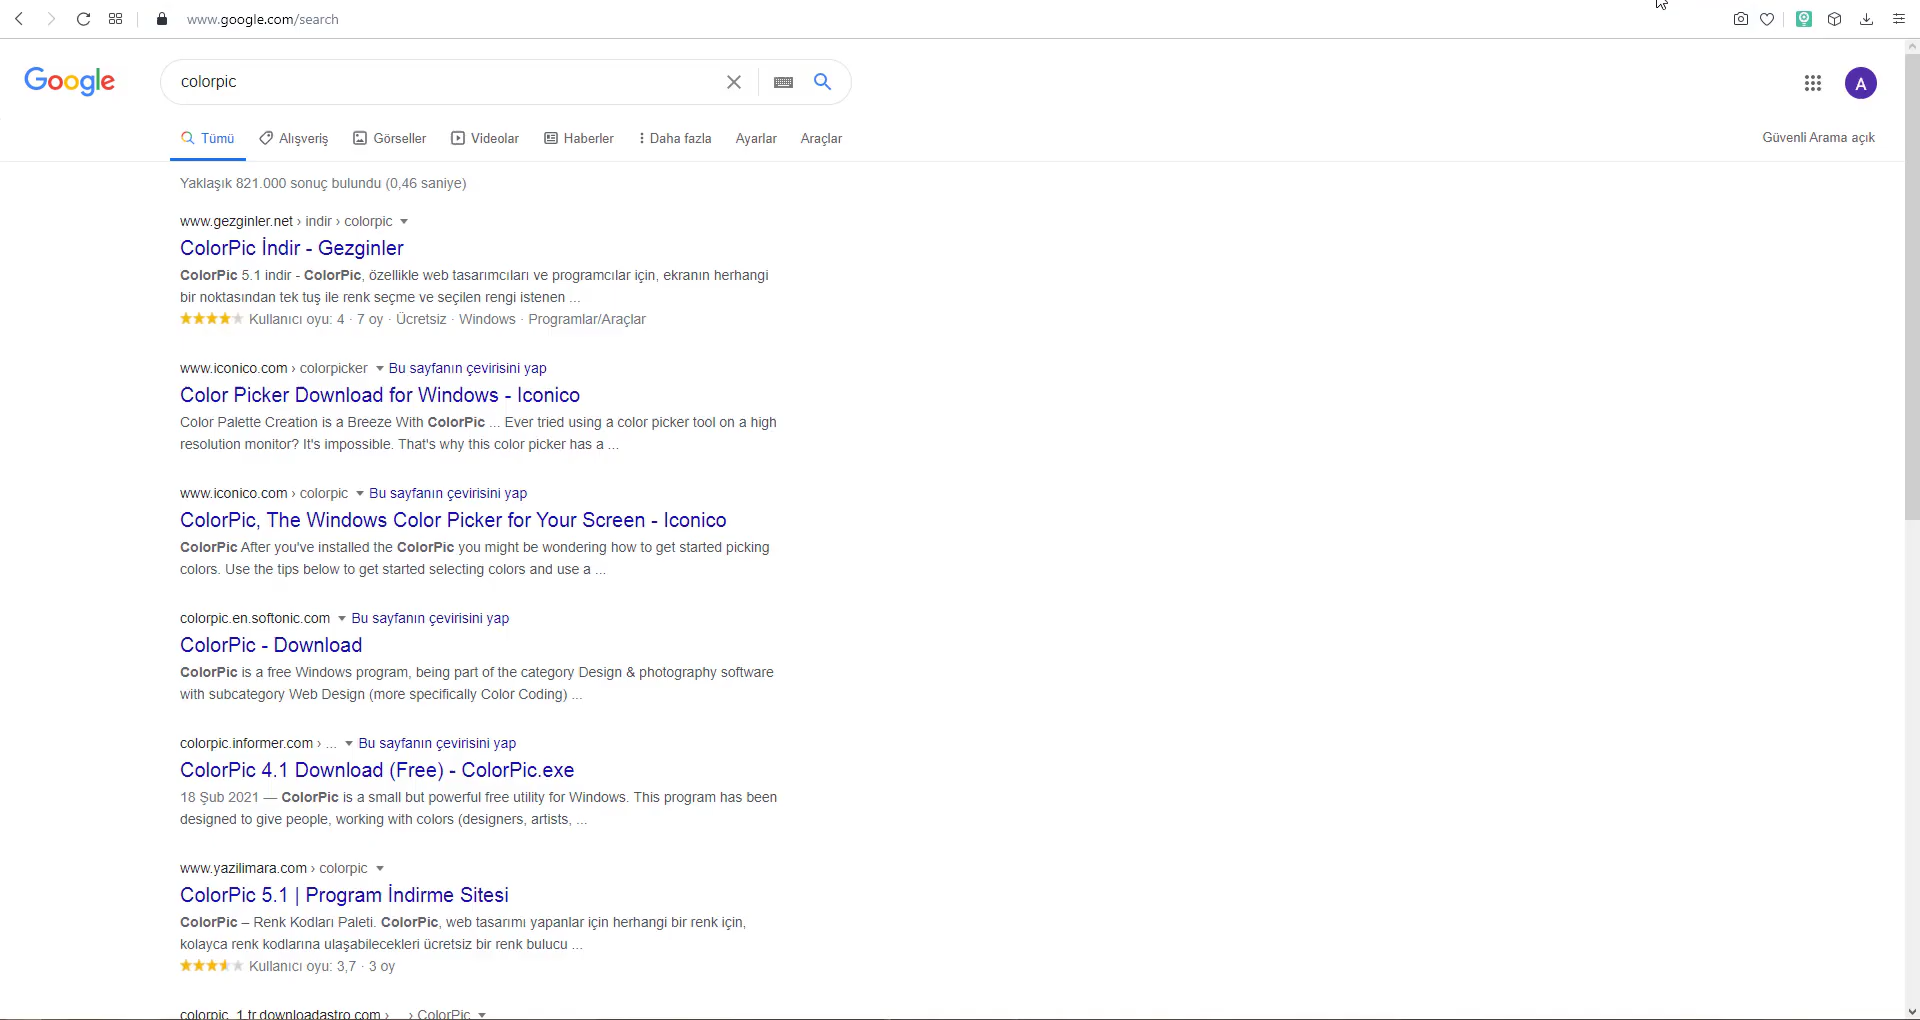 www.google.com/search
Google
colorpic
A
Tümü Alışveriş Görseller Videolar Haberler Daha fazla Ayarlar Araçlar Güvenli Arama açık
Yaklaşık 821.000 sonuç bulundu (0,46 saniye)
www.gezginler.net › indir › colorpic
ColorPic İndir - Gezginler
ColorPic 5.1 indir - ColorPic, özellikle web tasarımcıları ve programcılar için, ekranın herhangi
bir noktasından tek tuş ile renk seçme ve seçilen rengi istenen ...
Kullanıcı oyu: 4 · 7 oy · Ücretsiz · Windows · Programlar/Araçlar
www.iconico.com › colorpicker Bu sayfanın çevirisini yap
Color Picker Download for Windows - Iconico
Color Palette Creation is a Breeze With ColorPic ... Ever tried using a color picker tool on a high
resolution monitor? It's impossible. That's why this color picker has a ...
www.iconico.com › colorpic Bu sayfanın çevirisini yap
ColorPic, The Windows Color Picker for Your Screen - Iconico
ColorPic After you've installed the ColorPic you might be wondering how to get started picking
colors. Use the tips below to get started selecting colors and use a ...
colorpic.en.softonic.com Bu sayfanın çevirisini yap
ColorPic - Download
ColorPic is a free Windows program, being part of the category Design & photography software
with subcategory Web Design (more specifically Color Coding) ...
colorpic.informer.com › ... Bu sayfanın çevirisini yap
ColorPic 4.1 Download (Free) - ColorPic.exe
18 Şub 2021 — ColorPic is a small but powerful free utility for Windows. This program has been
designed to give people, working with colors (designers, artists, ...
www.yazilimara.com › colorpic
ColorPic 5.1 | Program İndirme Sitesi
ColorPic – Renk Kodları Paleti. ColorPic, web tasarımı yapanlar için herhangi bir renk için,
kolayca renk kodlarına ulaşabilecekleri ücretsiz bir renk bulucu ...
Kullanıcı oyu: 3,7 · 3 oy
colorpic_1.tr.downloadastro.com › ... › ColorPic